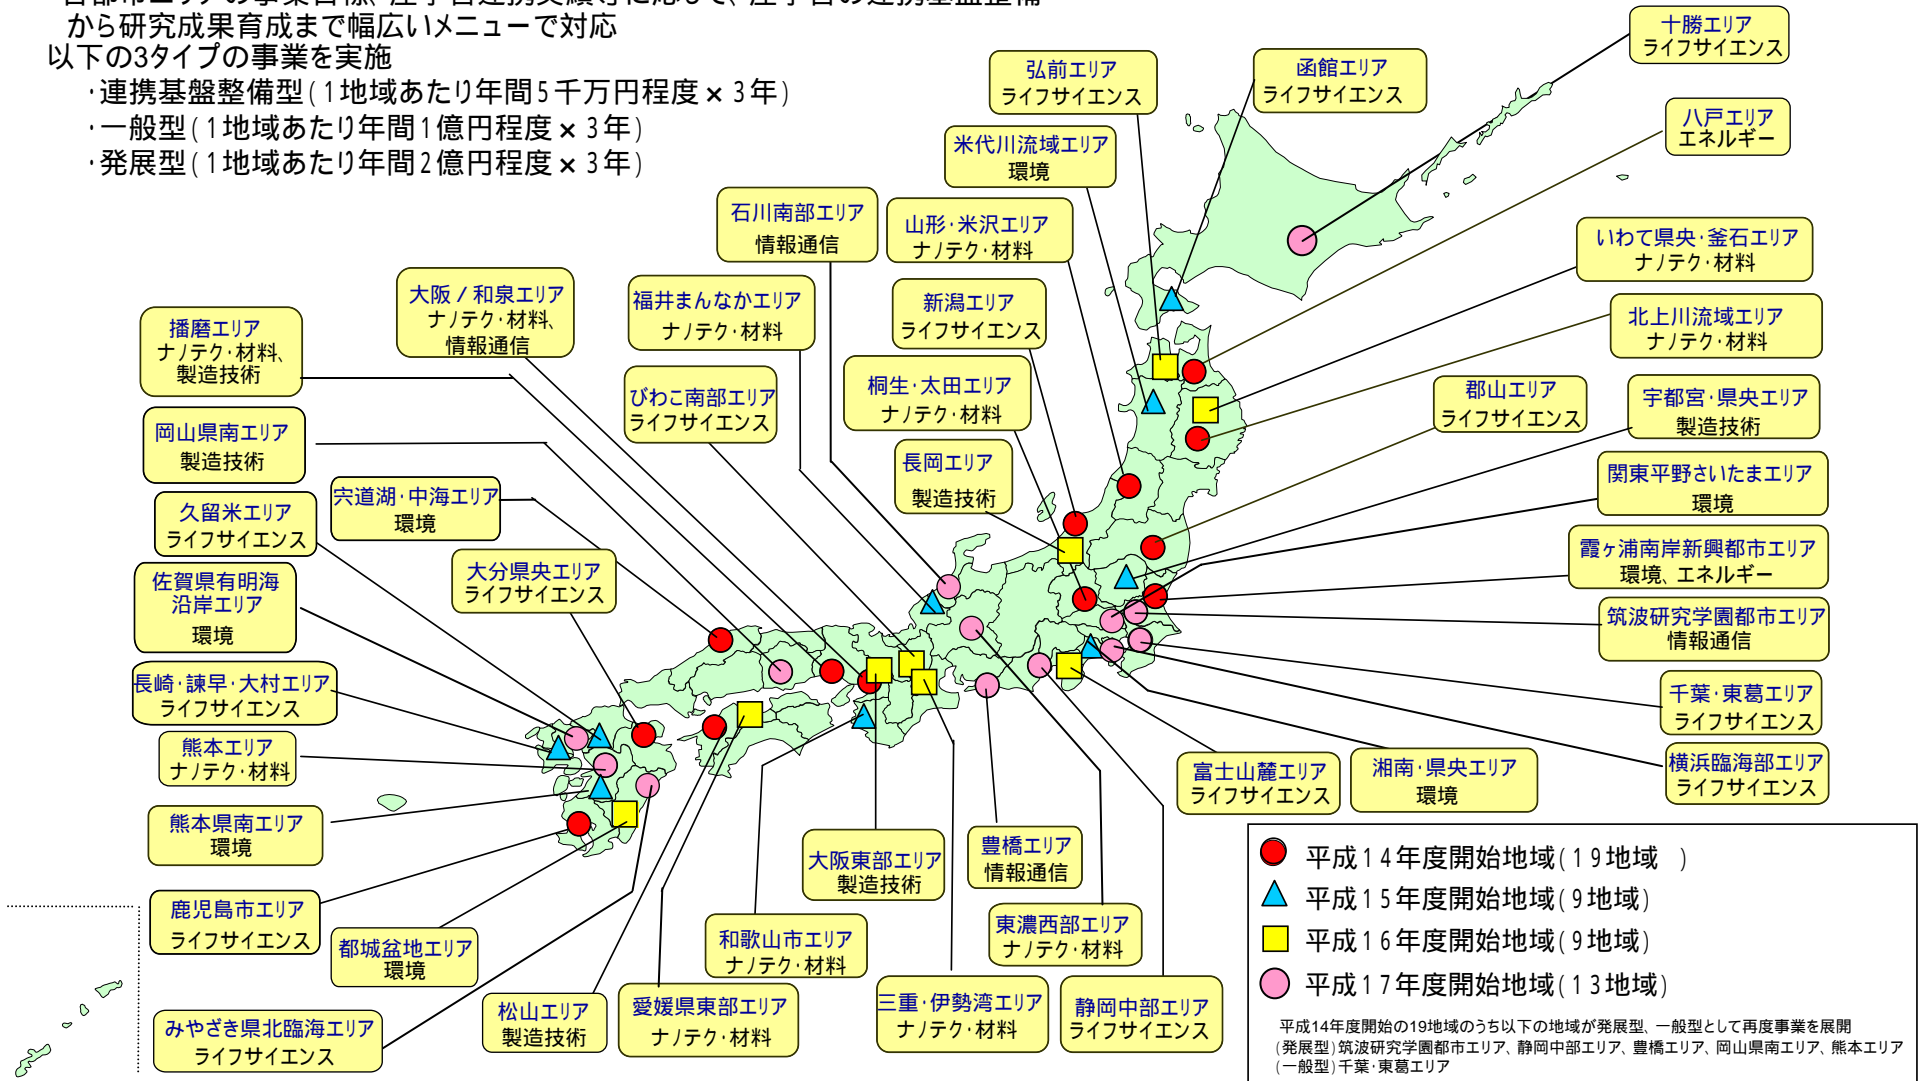 から研究成果育成まで幅広いメニューで対応
以下の3タイプの事業を実施
・連携基盤整備型(1地域あたり年間5千万円程度×3年)
・一般型(1地域あたり年間1億円程度×3年)
・発展型(1地域あたり年間2億円程度×3年)
十勝エリア
ライフサイエンス
弘前エリア
ライフサイエンス
函館エリア
ライフサイエンス
八戸エリア
エネルギー
米代川流域エリア
環境
石川南部エリア
情報通信
山形・米沢エリア
ナノテク・材料
いわて県央・釜石エリア
ナノテク・材料
大阪/和泉エリア
ナノテク・材料、
情報通信
福井まんなかエリア
ナノテク・材料
新潟エリア
ライフサイエンス
北上川流域エリア
ナノテク・材料
播磨エリア
ナノテク・材料、
製造技術
びわこ南部エリア
ライフサイエンス
桐生・太田エリア
ナノテク・材料
郡山エリア
ライフサイエンス
宇都宮・県央エリア
製造技術
岡山県南エリア
製造技術
長岡エリア
製造技術
関東平野さいたまエリア
環境
宍道湖・中海エリア
環境
久留米エリア
ライフサイエンス
霞ヶ浦南岸新興都市エリア
環境、エネルギー
大分県央エリア
ライフサイエンス
佐賀県有明海
沿岸エリア
環境
筑波研究学園都市エリア
情報通信
長崎・諫早・大村エリア
ライフサイエンス
千葉・東葛エリア
ライフサイエンス
熊本エリア
ナノテク・材料
富士山麓エリア
ライフサイエンス
湘南・県央エリア
環境
横浜臨海部エリア
ライフサイエンス
熊本県南エリア
環境
大阪東部エリア
製造技術
豊橋エリア
情報通信
鹿児島市エリア
ライフサイエンス
都城盆地エリア
環境
和歌山市エリア
ナノテク・材料
東濃西部エリア
ナノテク・材料
みやざき県北臨海エリア
ライフサイエンス
松山エリア
製造技術
愛媛県東部エリア
ナノテク・材料
三重・伊勢湾エリア
ナノテク・材料
静岡中部エリア
ライフサイエンス
平成14年度開始地域(19地域 )
平成15年度開始地域(9地域)
平成16年度開始地域(9地域)
平成17年度開始地域(13地域)
平成14年度開始の19地域のうち以下の地域が発展型、一般型として再度事業を展開
(発展型)筑波研究学園都市エリア、静岡中部エリア、豊橋エリア、岡山県南エリア、熊本エリア
(一般型)千葉・東葛エリア